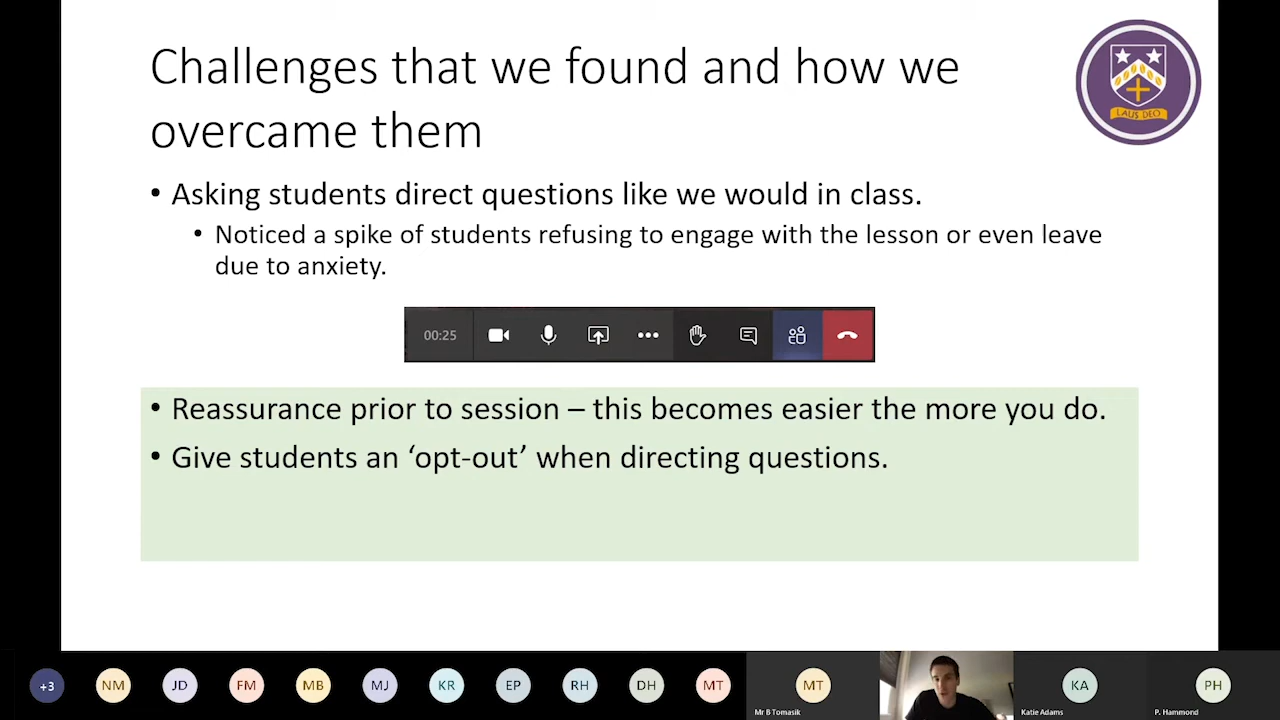 Challenges that we found and how we
overcame them
LAUS DEO
• Asking students direct questions like we would in class.
• Noticed a spike of students refusing to engage with the lesson or even leave
due to anxiety.
00:25
• Reassurance prior to session – this becomes easier the more you do.
• Give students an ‘opt-out’ when directing questions.
+3 NM JD FM MB MJ KR EP RH DH MT MT KA PH
Mr B Tomasik Katie Adams P. Hammond